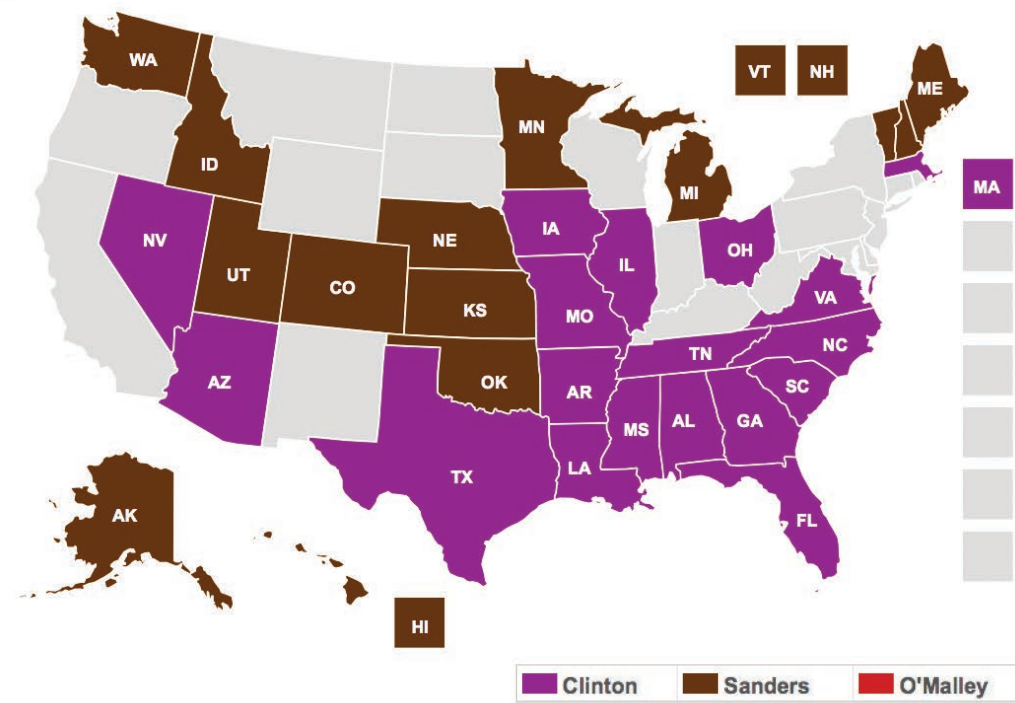 WA
VT NH
ME
MN
ID
MI
MA
NV
NE
IA
OH
UT
CO
IL
KS
MO
VA
TN
NC
AZ
OK
AR
SC
MS
AL
GA
LA
TX
AK
FL
HI
Clinton Sanders O'Malley